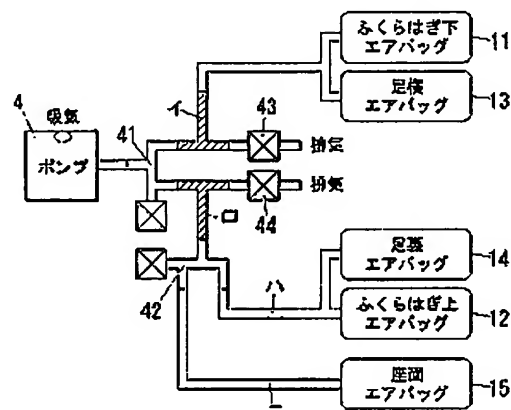 ふくらはぎ下
エアバッグ
11
足横
エアバッグ
13
4
吸気
ポンプ
41
イ
43
排気
排気
44
ロ
42
ハ
足裏
エアバッグ
14
ふくらはぎ上
エアバッグ
12
座面
エアバッグ
15
ニ